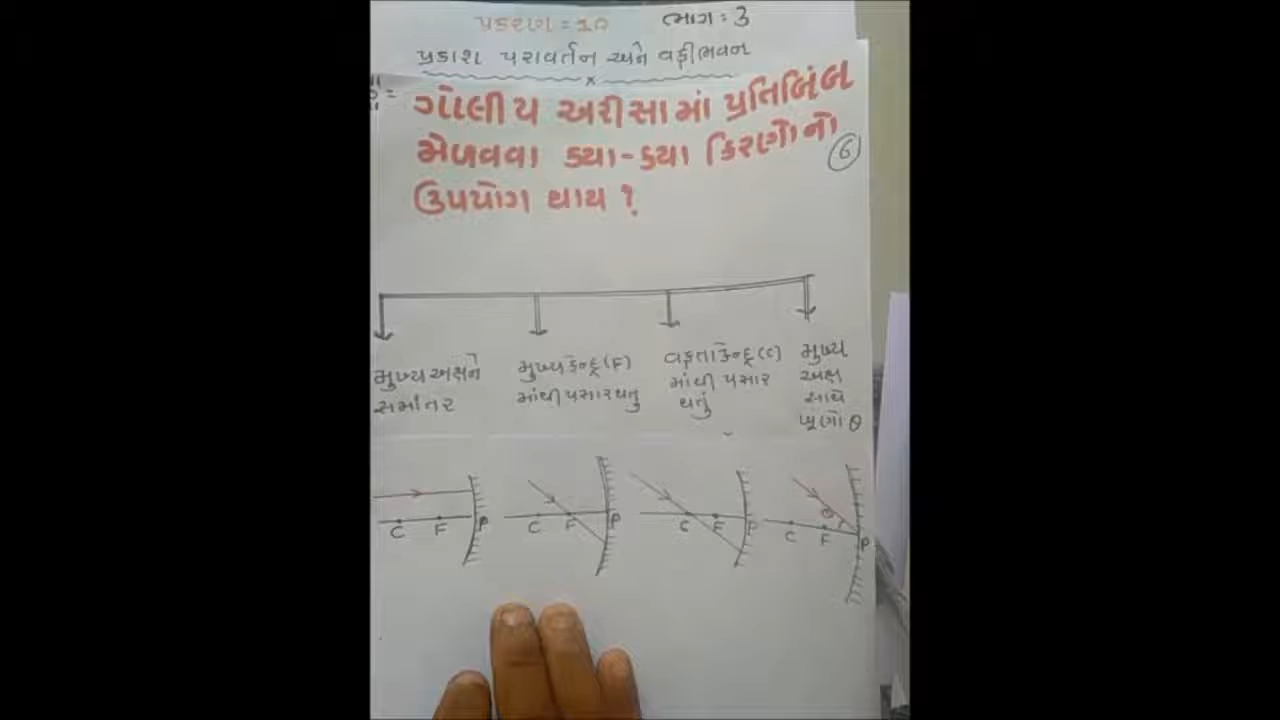 પ્રકરણ = 10 ભાગ : 3
પ્રકાશ પરાવર્તન અને વક્રીભવન
ગોલીય અરીસામાં પ્રતિબિંબ
મેળવવા ક્યા-ક્યા કિરણોનો
ઉપયોગ થાય ?
6
મુખ્ય અક્ષને
સમાંતર
મુખ્ય કેન્દ્ર (F)
માંથી પસાર થતુ
વક્રતા કેન્દ્ર (C)
માંથી પસાર
થતું
મુખ્ય
અક્ષ
સાથે
ખૂણો θ
C F P
C F P
C F P
θ
C F P